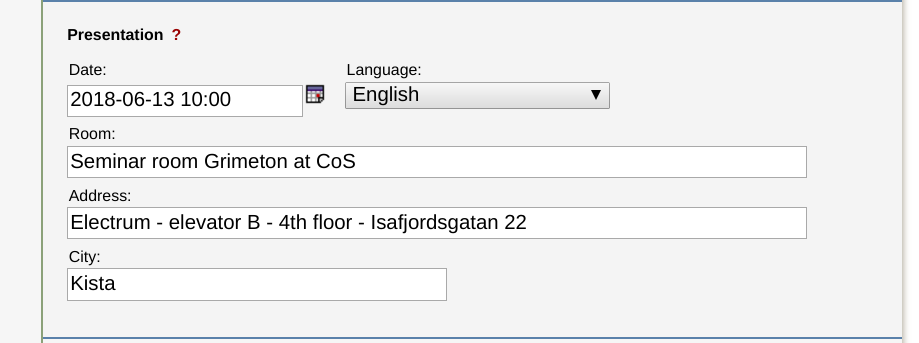 Presentation ?
Date: Language:
2018-06-13 10:00 English
Room:
Seminar room Grimeton at CoS
Address:
Electrum - elevator B - 4th floor - Isafjordsgatan 22
City:
Kista